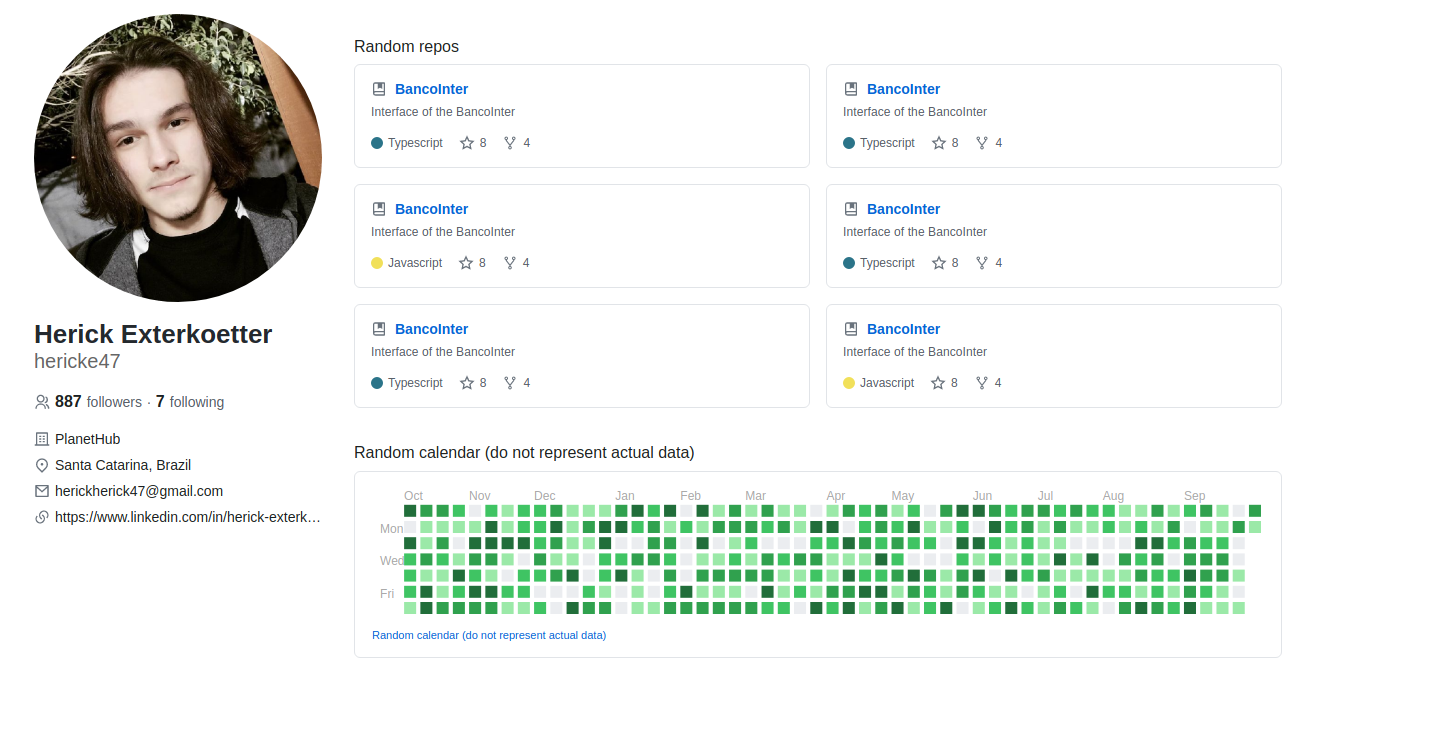 Herick Exterkoetter
hericke47
887 followers · 7 following
PlanetHub
Santa Catarina, Brazil
herickherick47@gmail.com
https://www.linkedin.com/in/herick-exterk…
Random repos
BancoInter
Interface of the BancoInter
Typescript 8 4
BancoInter
Interface of the BancoInter
Typescript 8 4
BancoInter
Interface of the BancoInter
Javascript 8 4
BancoInter
Interface of the BancoInter
Typescript 8 4
BancoInter
Interface of the BancoInter
Typescript 8 4
BancoInter
Interface of the BancoInter
Javascript 8 4
Random calendar (do not represent actual data)
Oct Nov Dec Jan Feb Mar Apr May Jun Jul Aug Sep
Mon
Wed
Fri
Random calendar (do not represent actual data)